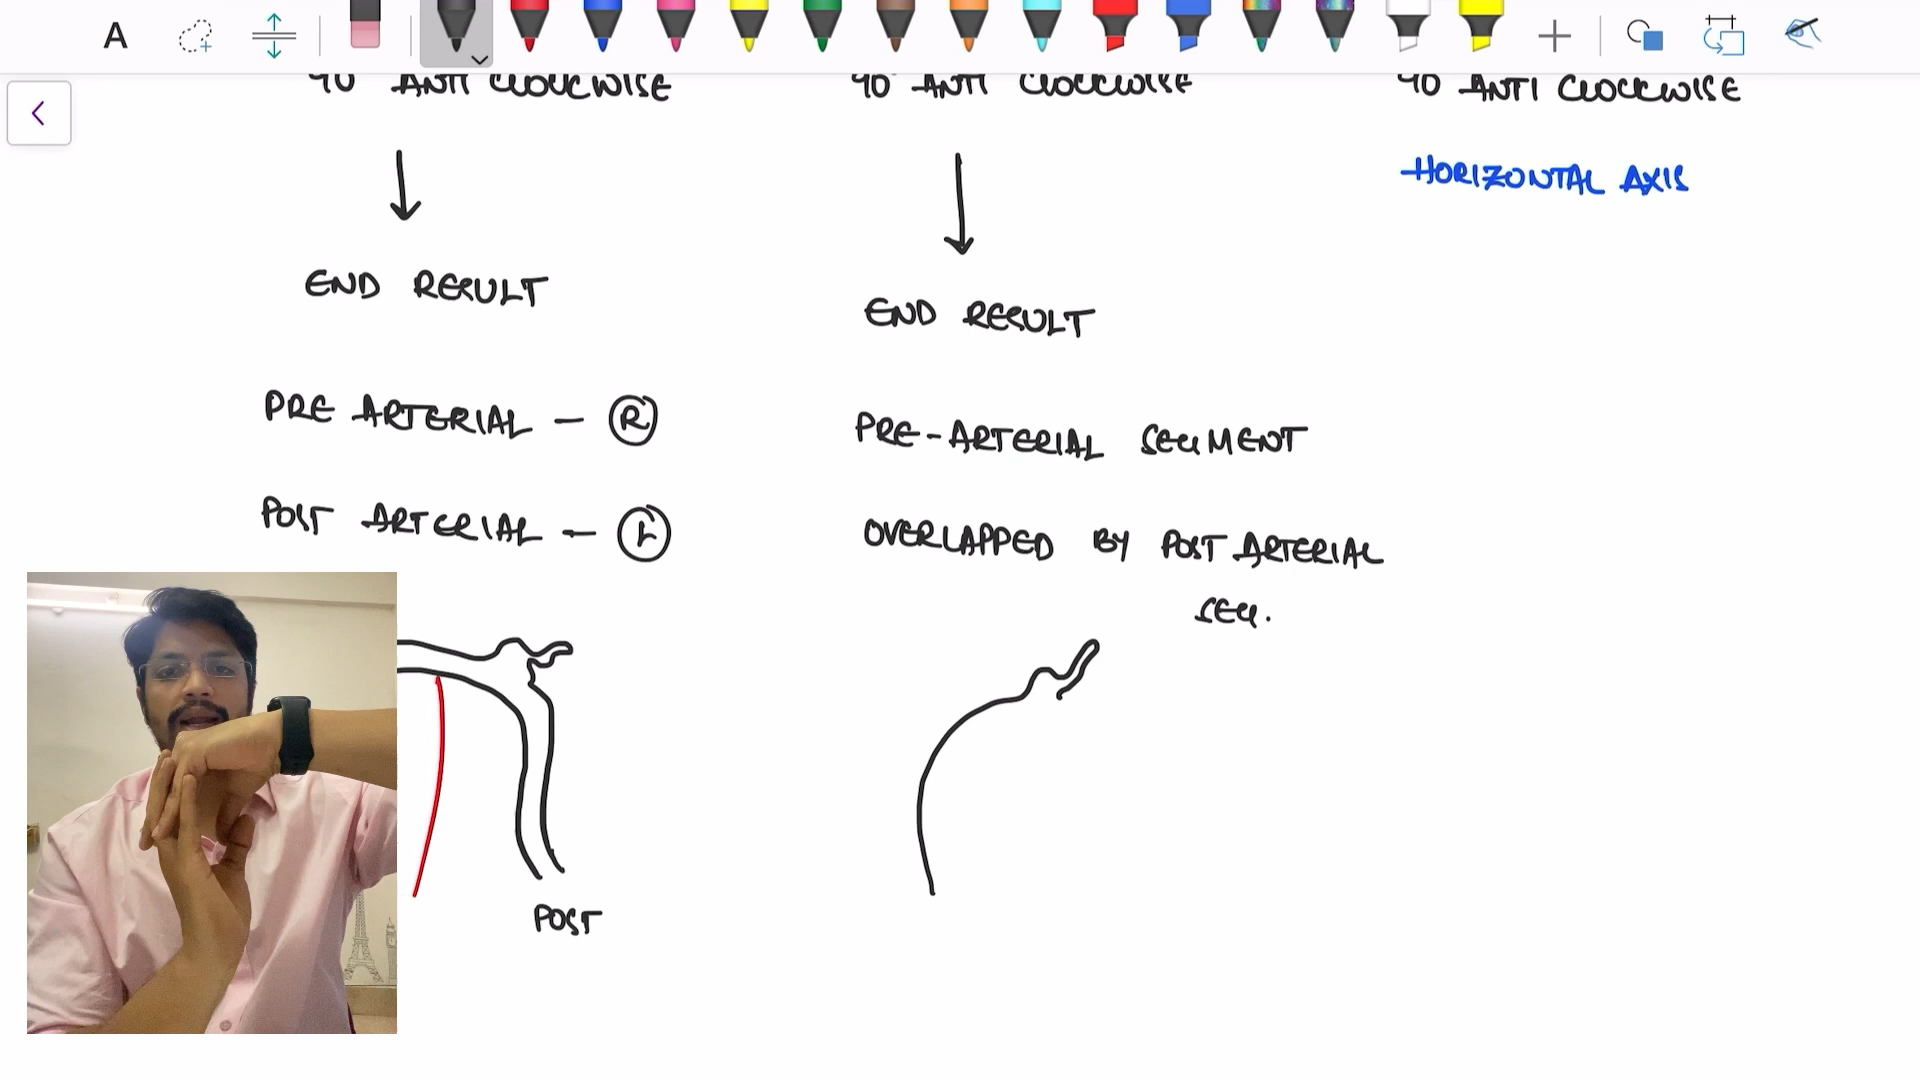 A
90° ANTI CLOCKWISE
90° ANTI CLOCKWISE
90 ANTI CLOCKWISE
HORIZONTAL AXIS
END RESULT
END RESULT
PRE ARTERIAL – R
PRE-ARTERIAL SEGMENT
POST ARTERIAL – L
OVERLAPPED BY POST ARTERIAL
SEG.
POST